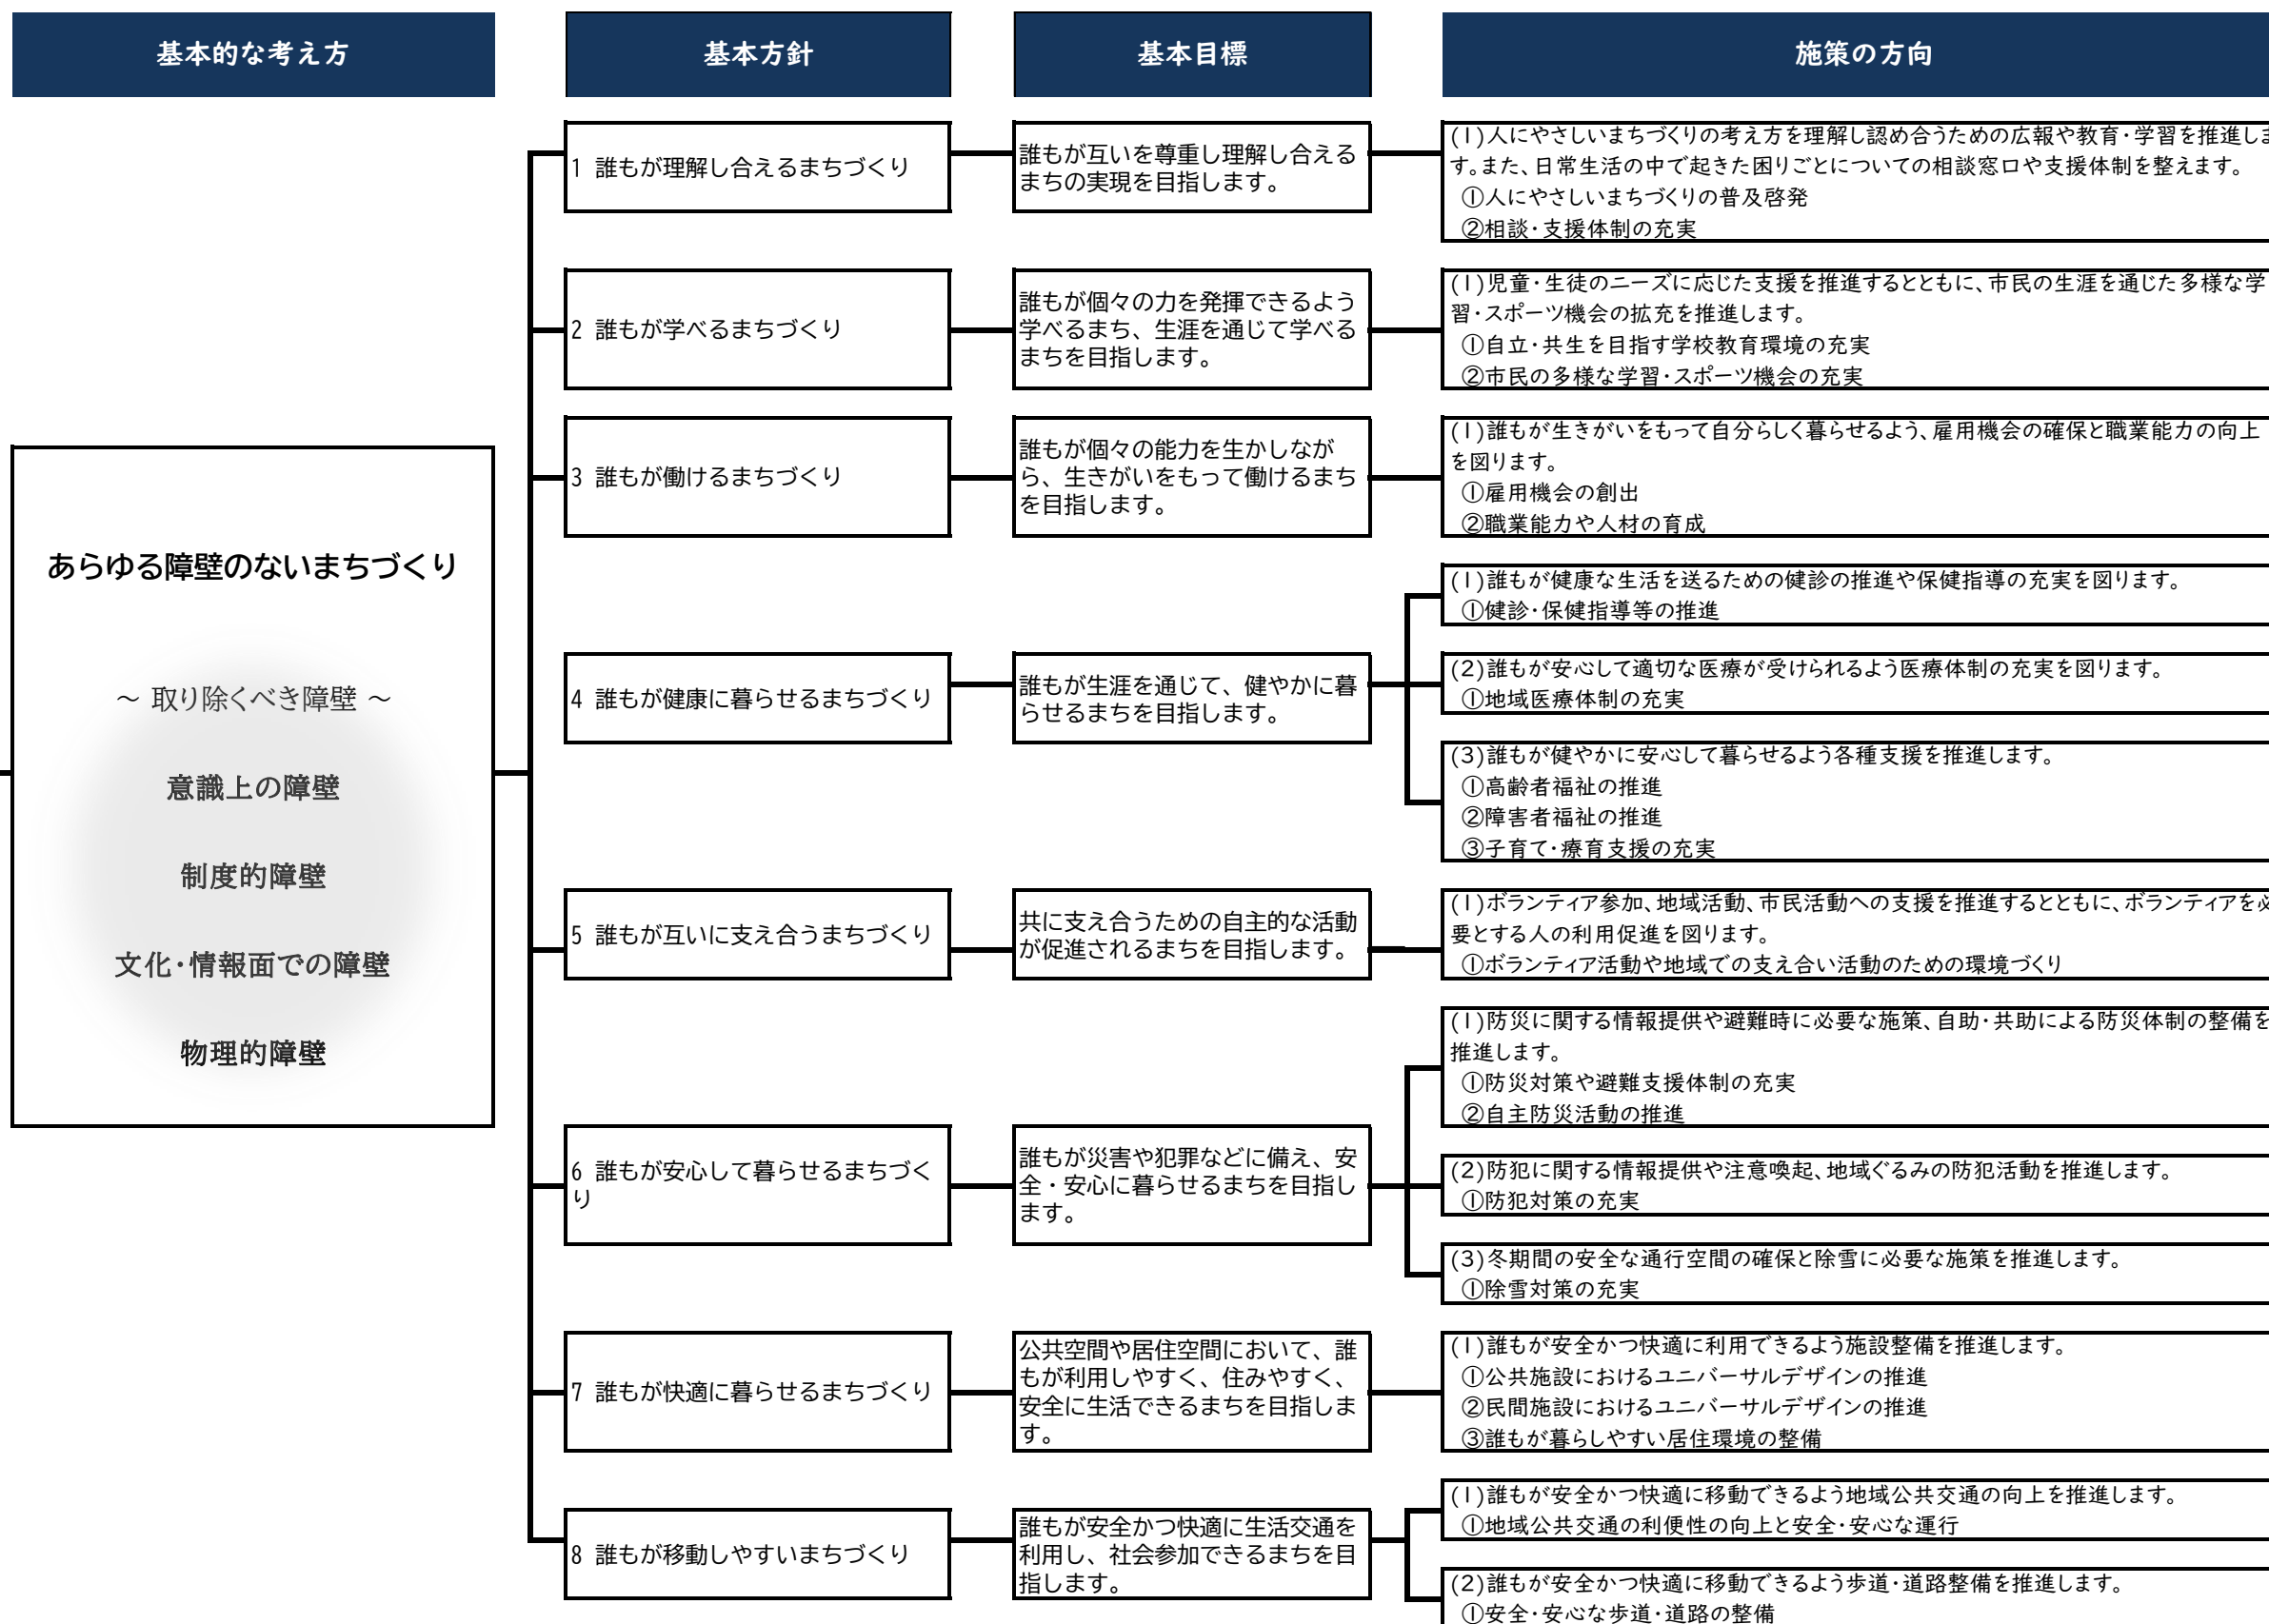 基本的な考え方
基本方針
基本目標
施策の方向
あらゆる障壁のないまちづくり
～ 取り除くべき障壁 ～
意識上の障壁
制度的障壁
文化・情報面での障壁
物理的障壁
1 誰もが理解し合えるまちづくり
誰もが互いを尊重し理解し合える
まちの実現を目指します。
(1)人にやさしいまちづくりの考え方を理解し認め合うための広報や教育・学習を推進しま
す。また、日常生活の中で起きた困りごとについての相談窓口や支援体制を整えます。
①人にやさしいまちづくりの普及啓発
②相談・支援体制の充実
2 誰もが学べるまちづくり
誰もが個々の力を発揮できるよう
学べるまち、生涯を通じて学べる
まちを目指します。
(1)児童・生徒のニーズに応じた支援を推進するとともに、市民の生涯を通じた多様な学
習・スポーツ機会の拡充を推進します。
①自立・共生を目指す学校教育環境の充実
②市民の多様な学習・スポーツ機会の充実
3 誰もが働けるまちづくり
誰もが個々の能力を生かしなが
ら、生きがいをもって働けるまち
を目指します。
(1)誰もが生きがいをもって自分らしく暮らせるよう、雇用機会の確保と職業能力の向上
を図ります。
①雇用機会の創出
②職業能力や人材の育成
4 誰もが健康に暮らせるまちづくり
誰もが生涯を通じて、健やかに暮
らせるまちを目指します。
(1)誰もが健康な生活を送るための健診の推進や保健指導の充実を図ります。
①健診・保健指導等の推進
(2)誰もが安心して適切な医療が受けられるよう医療体制の充実を図ります。
①地域医療体制の充実
(3)誰もが健やかに安心して暮らせるよう各種支援を推進します。
①高齢者福祉の推進
②障害者福祉の推進
③子育て・療育支援の充実
5 誰もが互いに支え合うまちづくり
共に支え合うための自主的な活動
が促進されるまちを目指します。
(1)ボランティア参加、地域活動、市民活動への支援を推進するとともに、ボランティアを必
要とする人の利用促進を図ります。
①ボランティア活動や地域での支え合い活動のための環境づくり
6 誰もが安心して暮らせるまちづく
り
誰もが災害や犯罪などに備え、安
全・安心に暮らせるまちを目指し
ます。
(1)防災に関する情報提供や避難時に必要な施策、自助・共助による防災体制の整備を
推進します。
①防災対策や避難支援体制の充実
②自主防災活動の推進
(2)防犯に関する情報提供や注意喚起、地域ぐるみの防犯活動を推進します。
①防犯対策の充実
(3)冬期間の安全な通行空間の確保と除雪に必要な施策を推進します。
①除雪対策の充実
7 誰もが快適に暮らせるまちづくり
公共空間や居住空間において、誰
もが利用しやすく、住みやすく、
安全に生活できるまちを目指しま
す。
(1)誰もが安全かつ快適に利用できるよう施設整備を推進します。
①公共施設におけるユニバーサルデザインの推進
②民間施設におけるユニバーサルデザインの推進
③誰もが暮らしやすい居住環境の整備
8 誰もが移動しやすいまちづくり
誰もが安全かつ快適に生活交通を
利用し、社会参加できるまちを目
指します。
(1)誰もが安全かつ快適に移動できるよう地域公共交通の向上を推進します。
①地域公共交通の利便性の向上と安全・安心な運行
(2)誰もが安全かつ快適に移動できるよう歩道・道路整備を推進します。
①安全・安心な歩道・道路の整備